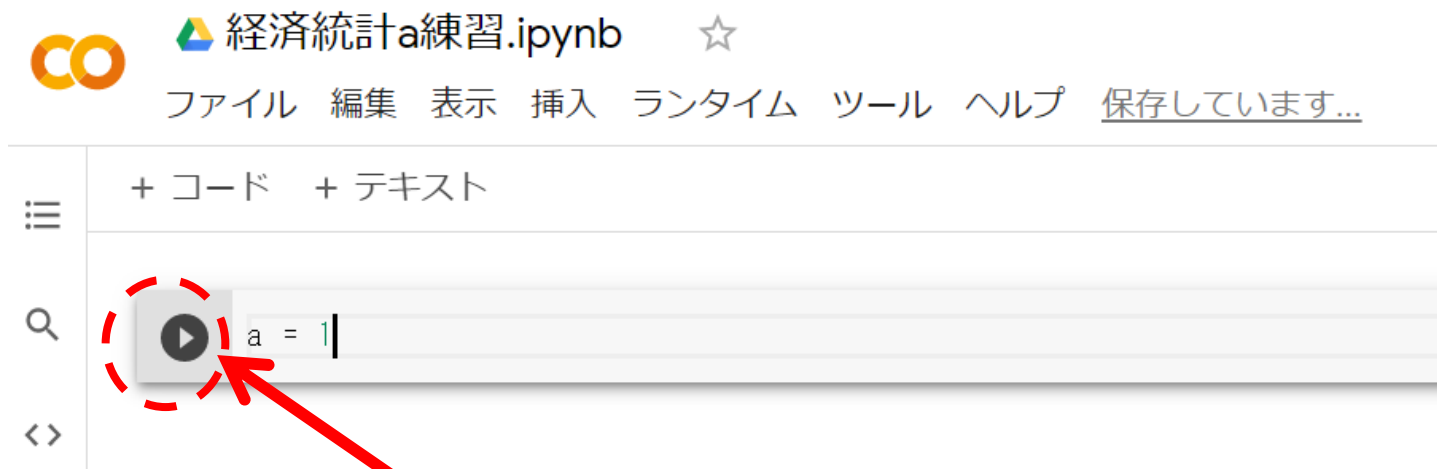 経済統計a練習.ipynb
ファイル 編集 表示 挿入 ランタイム ツール ヘルプ 保存しています...
+ コード + テキスト
a = 1